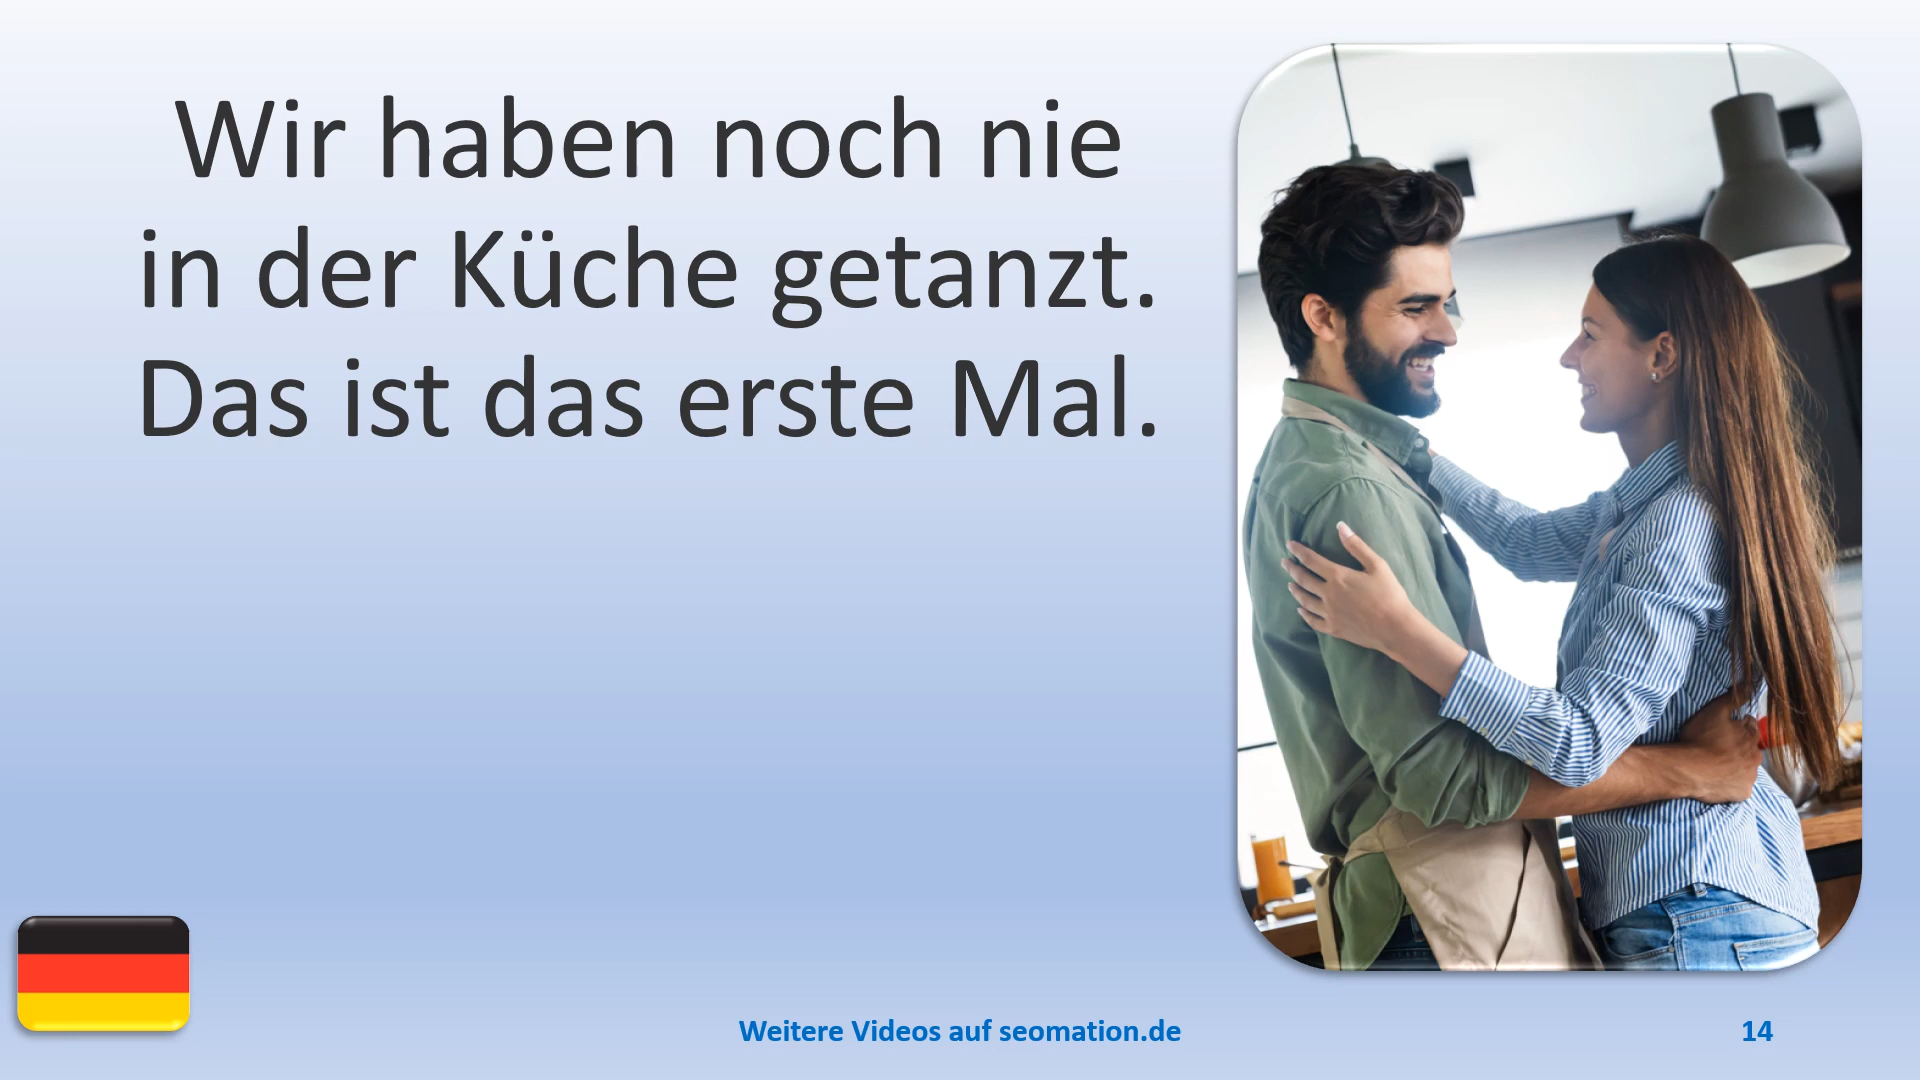 Wir haben noch nie
in der Küche getanzt.
Das ist das erste Mal.
Weitere Videos auf seomation.de
14